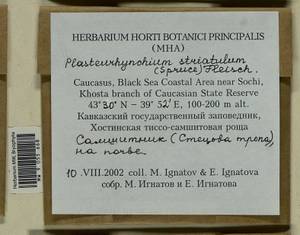 HERBARIUM HORTI BOTANICI PRINCIPALIS
(MHA)
Plasteurhynchium striatulum
(Spruce) Fleisch.
Caucasus, Black Sea Coastal Area near Sochi,
Khosta branch of Caucasian State Reserve
43°30' N – 39° 52' E, 100-200 m alt.
Кавказский государственный заповедник,
Хостинская тиссо-самшитовая роща
Самшитник (Стецова тропа),
на почве.
10.VIII.2002 coll. M. Ignatov & E. Ignatova
собр. М. Игнатов и Е. Игнатова